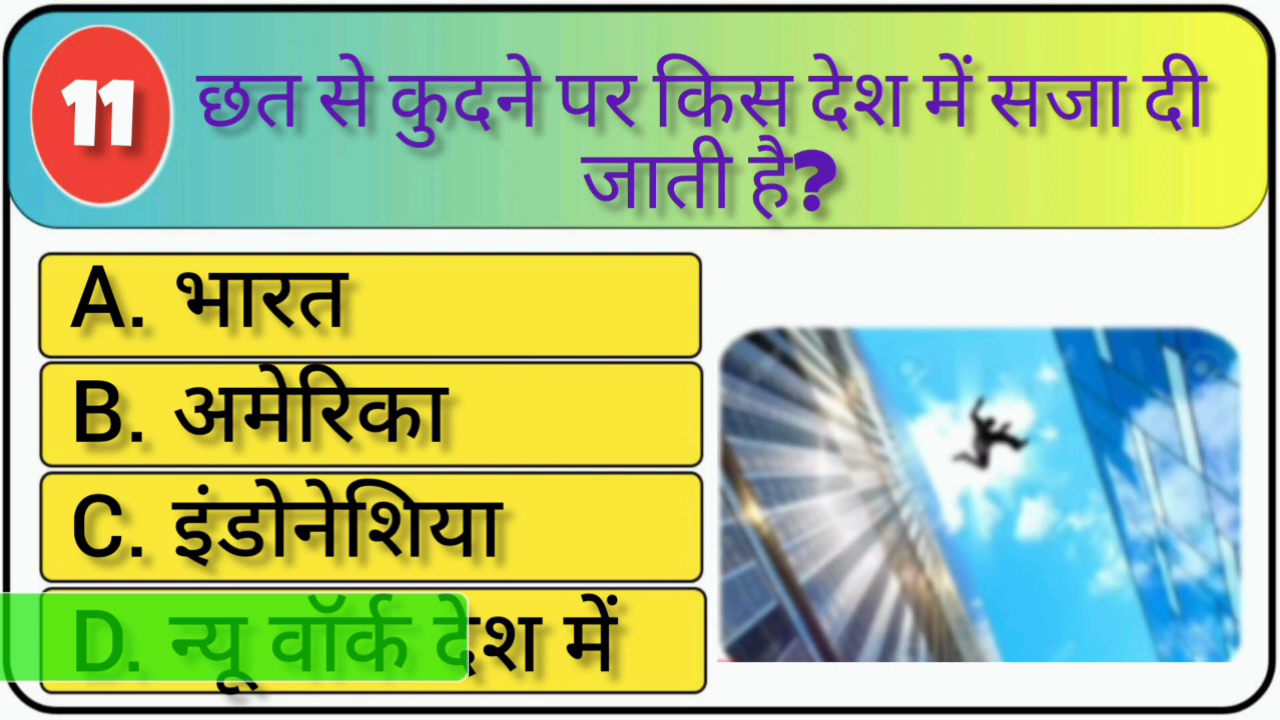 11
छत से कुदने पर किस देश में सजा दी
जाती है?
A. भारत
B. अमेरिका
C. इंडोनेशिया
D. न्यू वॉर्क देश में